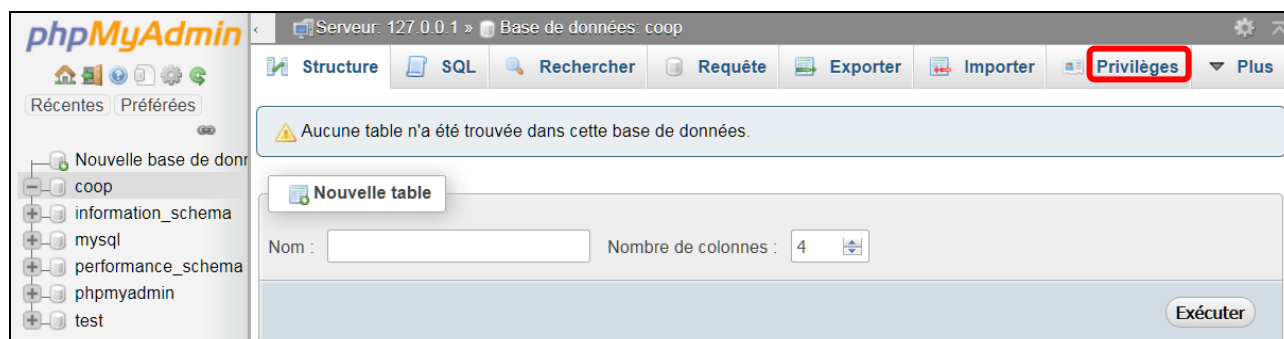 phpMyAdmin
Récentes Préférées
Nouvelle base de donr
coop
information_schema
mysql
performance_schema
phpmyadmin
test
Serveur: 127.0.0.1 » Base de données: coop
Structure SQL Rechercher Requête Exporter Importer Privilèges Plus
Aucune table n'a été trouvée dans cette base de données.
Nouvelle table
Nom : Nombre de colonnes : 4
Exécuter